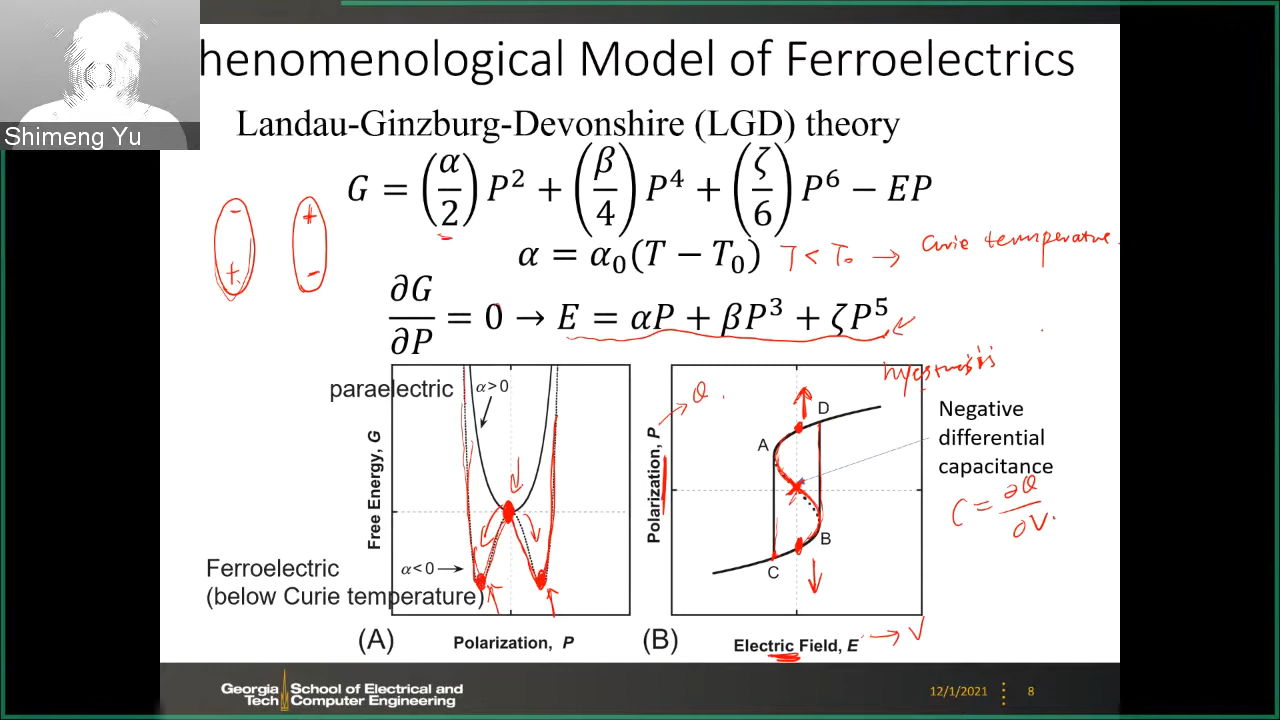 Shimeng Yu
henomenological Model of Ferroelectrics
Landau-Ginzburg-Devonshire (LGD) theory
G = (α/2) P² + (β/4) P⁴ + (ζ/6) P⁶ − EP
- +
+ -
α = α₀(T − T₀) T < T₀ → Curie temperature.
∂G/∂P = 0 → E = αP + βP³ + ζP⁵
paraelectric
α>0
Free Energy, G
α<0
Ferroelectric
(below Curie temperature)
(A)
Polarization, P
→ Q.
Polarization, P
A
D
B
C
(B)
Electric Field, E
→ V
Negative
differential
capacitance
C = ∂Q/∂V.
Georgia
Tech
School of Electrical and
Computer Engineering
12/1/2021
8